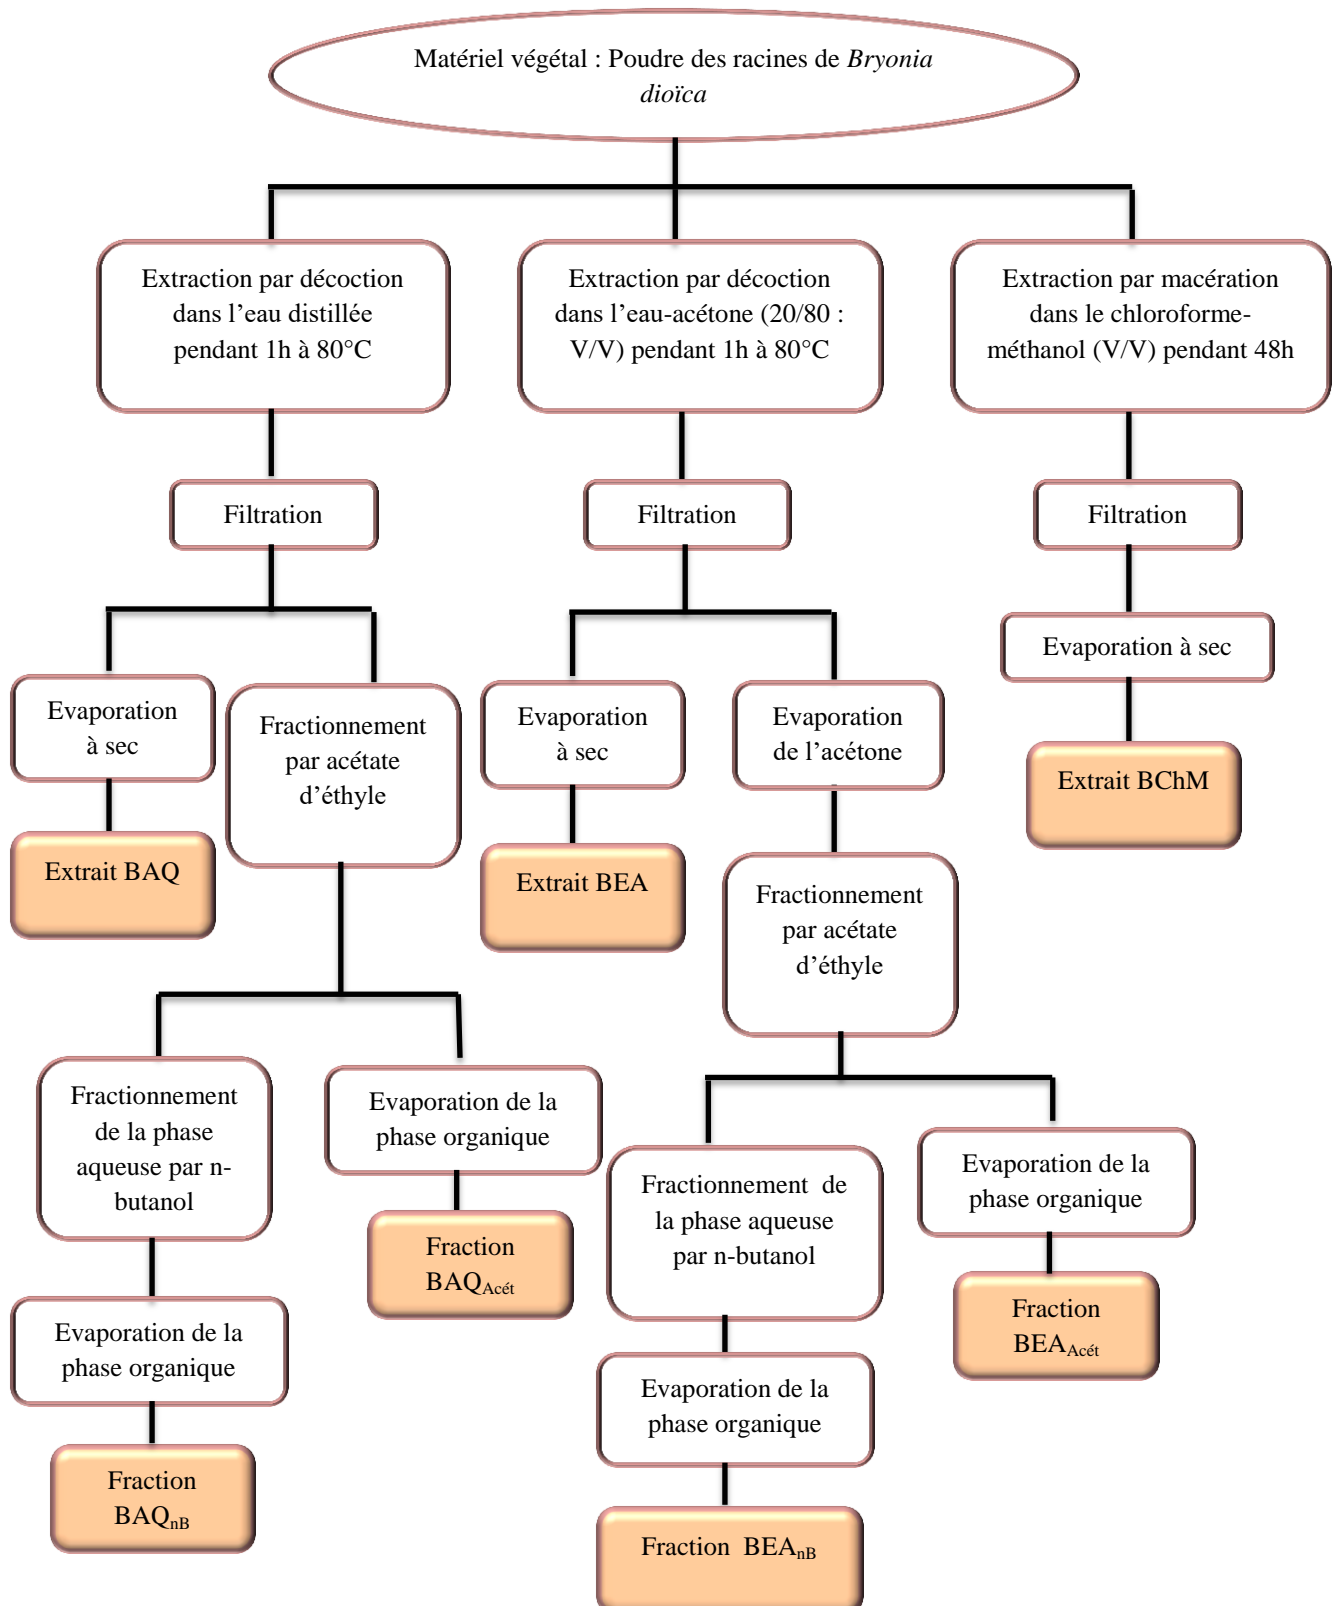 Matériel végétal : Poudre des racines de Bryonia
dioïca
Extraction par décoction
dans l’eau distillée
pendant 1h à 80°C
Extraction par décoction
dans l’eau-acétone (20/80 :
V/V) pendant 1h à 80°C
Extraction par macération
dans le chloroforme-
méthanol (V/V) pendant 48h
Filtration
Filtration
Filtration
Evaporation
à sec
Fractionnement
par acétate
d’éthyle
Evaporation
à sec
Evaporation
de l’acétone
Evaporation à sec
Extrait BAQ
Extrait BEA
Fractionnement
par acétate
d’éthyle
Extrait BChM
Fractionnement
de la phase
aqueuse par n-
butanol
Evaporation de la
phase organique
Fractionnement de
la phase aqueuse
par n-butanol
Evaporation de la
phase organique
Fraction
BAQAcét
Fraction
BEAAcét
Evaporation de la
phase organique
Evaporation de la
phase organique
Fraction
BAQnB
Fraction BEAnB